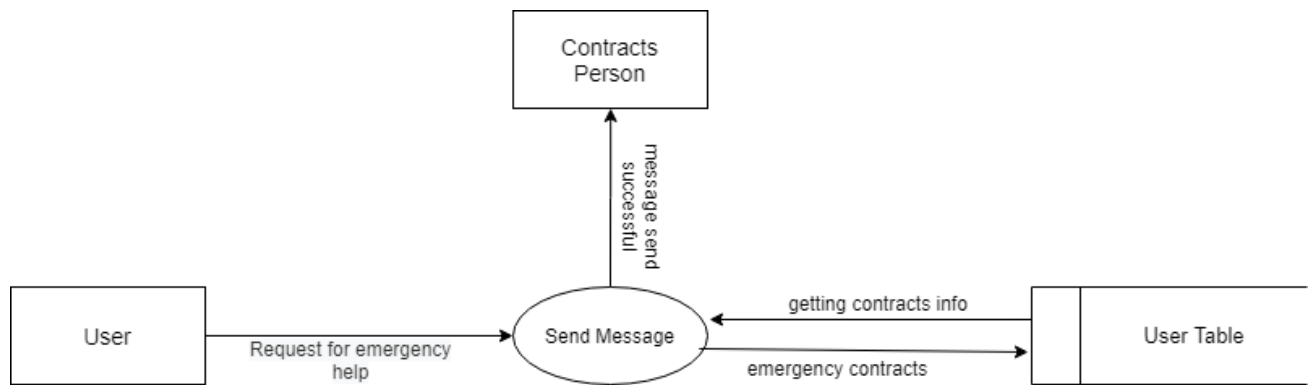 Contracts
Person
message send
successful
User
Request for emergency
help
Send Message
getting contracts info
emergency contracts
User Table